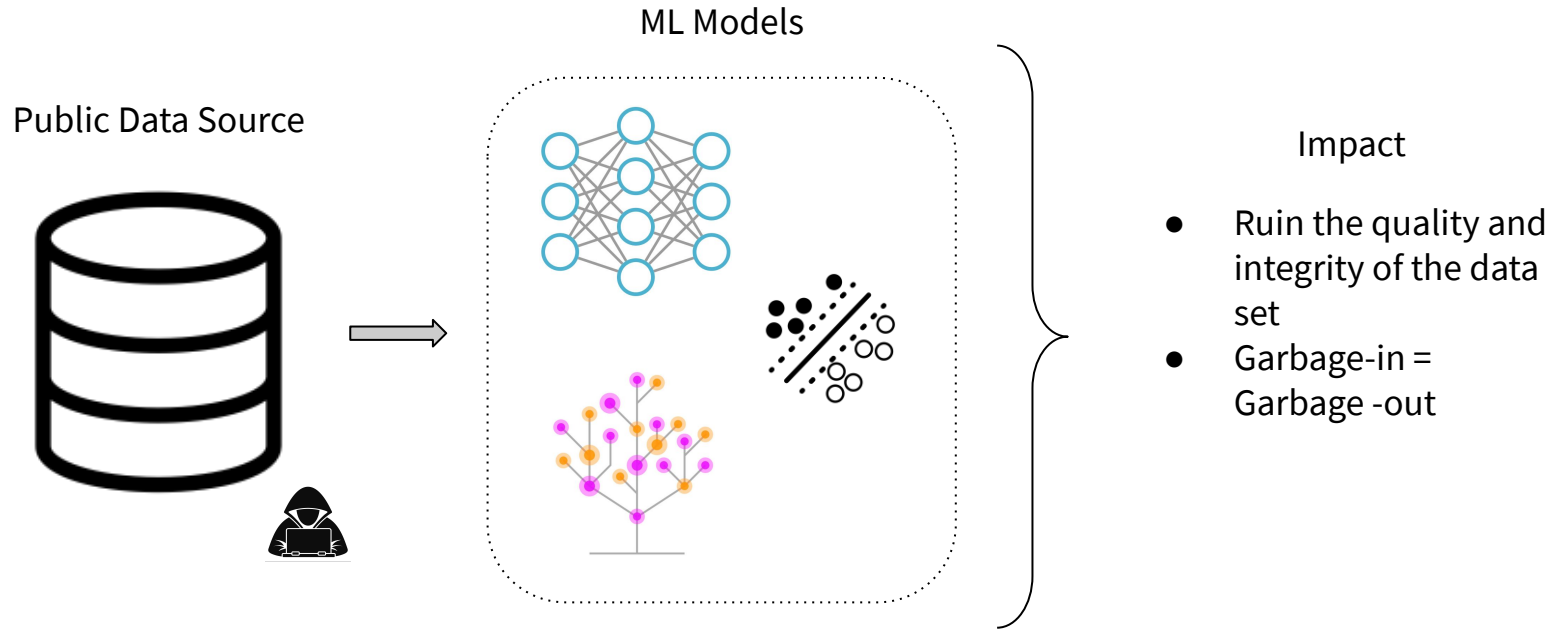 ML Models
Public Data Source
Impact
● Ruin the quality and
integrity of the data
set
● Garbage-in =
Garbage -out